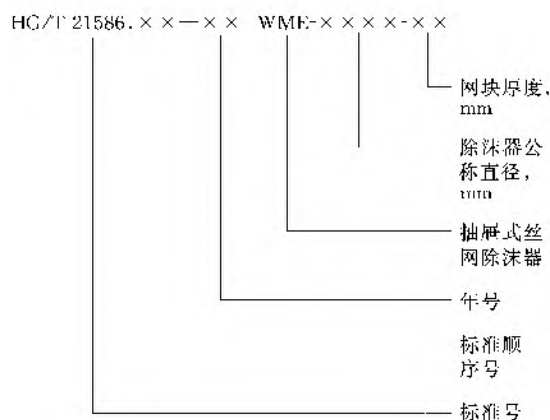 HG/T 21586.××—×× WME-××××-××
网块厚度,
mm
除沫器公
称直径,
mm
抽屉式丝
网除沫器
年号
标准顺
序号
标准号